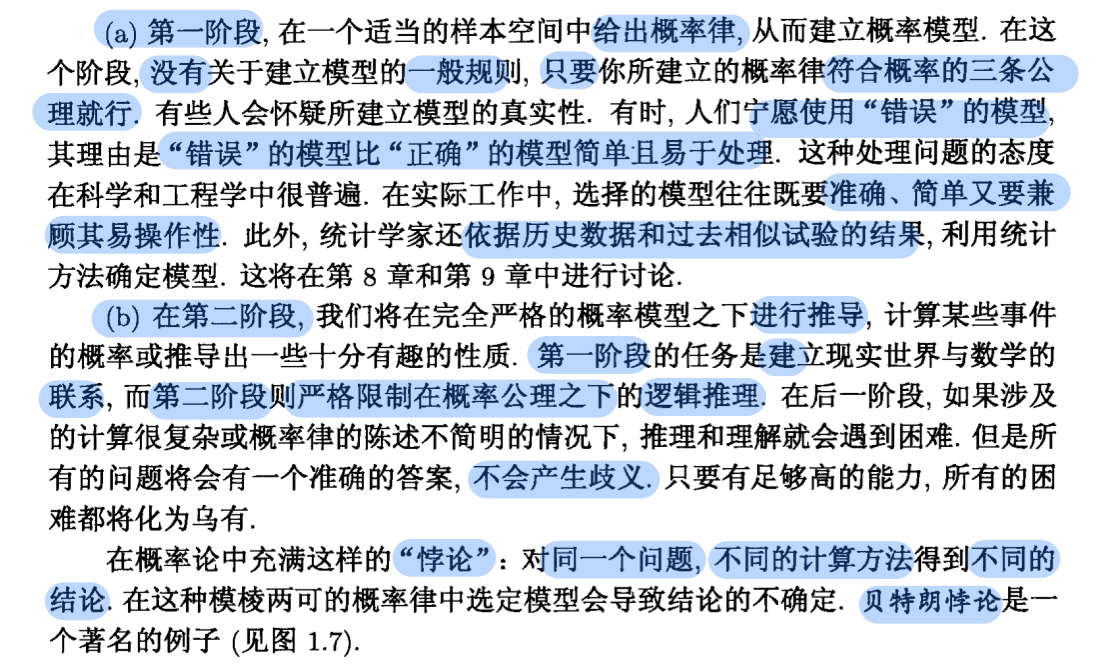 (a) 第一阶段, 在一个适当的样本空间中给出概率律, 从而建立概率模型. 在这
个阶段, 没有关于建立模型的一般规则, 只要你所建立的概率律符合概率的三条公
理就行. 有些人会怀疑所建立模型的真实性. 有时, 人们宁愿使用“错误”的模型,
其理由是“错误”的模型比“正确”的模型简单且易于处理. 这种处理问题的态度
在科学和工程学中很普遍. 在实际工作中, 选择的模型往往既要准确、简单又要兼
顾其易操作性. 此外, 统计学家还依据历史数据和过去相似试验的结果, 利用统计
方法确定模型. 这将在第 8 章和第 9 章中进行讨论.
(b) 在第二阶段, 我们将在完全严格的概率模型之下进行推导, 计算某些事件
的概率或推导出一些十分有趣的性质. 第一阶段的任务是建立现实世界与数学的
联系, 而第二阶段则严格限制在概率公理之下的逻辑推理. 在后一阶段, 如果涉及
的计算很复杂或概率律的陈述不简明的情况下, 推理和理解就会遇到困难. 但是所
有的问题将会有一个准确的答案, 不会产生歧义. 只要有足够高的能力, 所有的困
难都将化为乌有.
在概率论中充满这样的“悖论”: 对同一个问题, 不同的计算方法得到不同的
结论. 在这种模棱两可的概率律中选定模型会导致结论的不确定. 贝特朗悖论是一
个著名的例子 (见图 1.7).